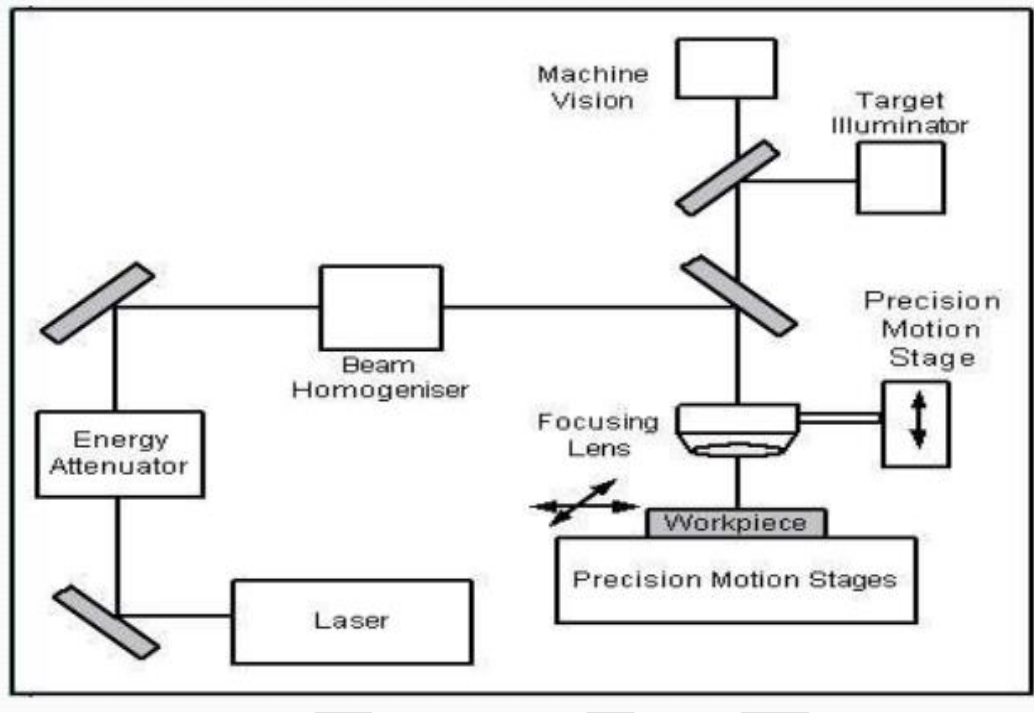 Machine
Vision
Target
Illuminator
Precision
Motion
Stage
Beam
Homogeniser
Focusing
Lens
Energy
Attenuator
Workpiece
Precision Motion Stages
Laser